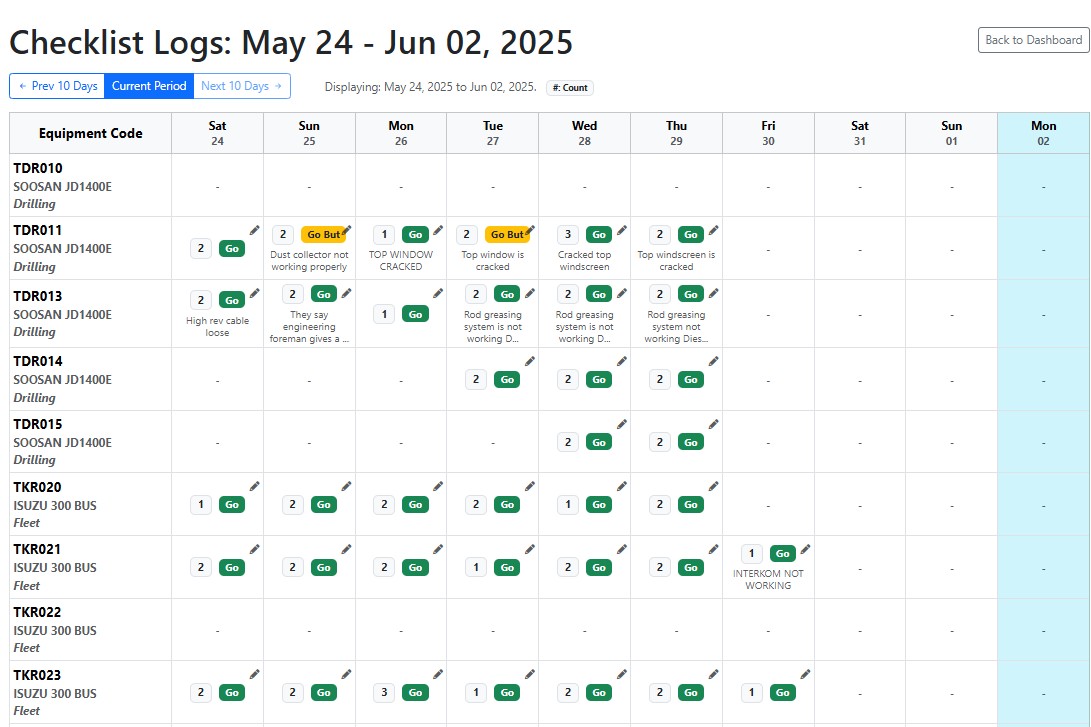 Checklist Logs: May 24 - Jun 02, 2025
Back to Dashboard
← Prev 10 Days Current Period Next 10 Days →
Displaying: May 24, 2025 to Jun 02, 2025. #: Count
Equipment Code Sat Sun Mon Tue Wed Thu Fri Sat Sun Mon
24 25 26 27 28 29 30 31 01 02
TDR010
SOOSAN JD1400E - - - - - - - - - -
Drilling
TDR011
2 Go 2 Go But 1 Go 2 Go But 3 Go 2 Go - - - -
SOOSAN JD1400E
Dust collector not TOP WINDOW Top window is Cracked top Top windscreen is
working properly CRACKED cracked windscreen cracked
Drilling
TDR013
2 Go 2 Go 1 Go 2 Go 2 Go 2 Go - - - -
SOOSAN JD1400E
High rev cable They say Rod greasing Rod greasing Rod greasing
loose engineering system is not system is not system not
foreman gives a ... working D... working D... working Dies...
Drilling
TDR014
SOOSAN JD1400E - - - 2 Go 2 Go 2 Go - - - -
Drilling
TDR015
SOOSAN JD1400E - - - - 2 Go 2 Go - - - -
Drilling
TKR020
ISUZU 300 BUS 1 Go 2 Go 2 Go 2 Go 1 Go 2 Go - - - -
Fleet
TKR021
ISUZU 300 BUS 2 Go 2 Go 2 Go 1 Go 2 Go 2 Go 1 Go - - -
INTERKOM NOT
WORKING
Fleet
TKR022
ISUZU 300 BUS - - - - - - - - - -
Fleet
TKR023
ISUZU 300 BUS 2 Go 2 Go 3 Go 1 Go 2 Go 2 Go 1 Go - - -
Fleet